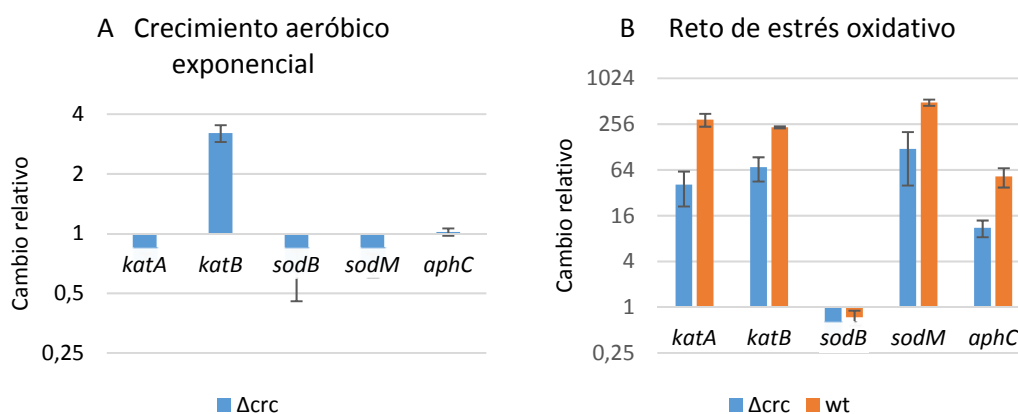 A Crecimiento aeróbico
exponencial
Cambio relativo
4
2
1
0,5
0,25
katA katB sodB sodM aphC
Δcrc
B Reto de estrés oxidativo
Cambio relativo
1024
256
64
16
4
1
0,25
katA katB sodB sodM aphC
Δcrc wt